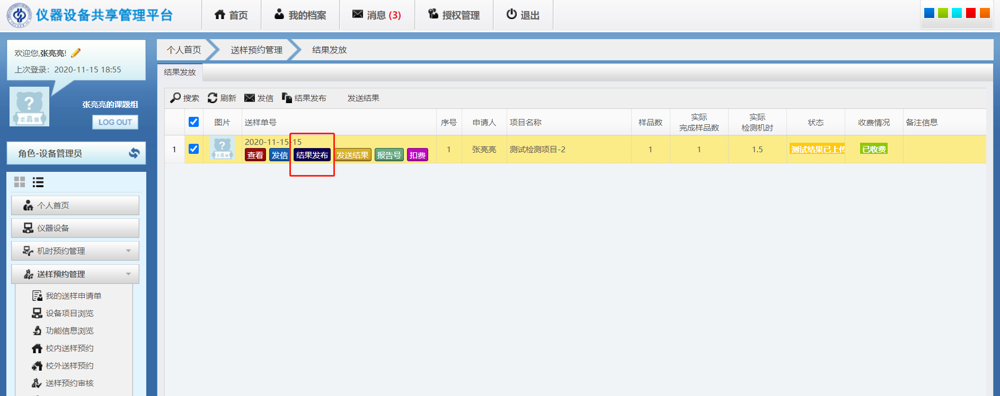 仪器设备共享管理平台
首页
我的档案
消息 (3)
授权管理
退出
欢迎您,张亮亮!
上次登录：2020-11-15 18:55
求真像
张亮亮的课题组
LOG OUT
角色-设备管理员
个人首页
仪器设备
机时预约管理
送样预约管理
我的送样申请单
设备项目浏览
功能信息浏览
校内送样预约
校外送样预约
送样预约审核
个人首页
送样预约管理
结果发放
结果发放
搜索 刷新 发信 结果发布 发送结果
图片 送样单号 序号 申请人 项目名称 样品数 实际完成样品数 实际检测机时 状态 收费情况 备注信息
1 2020-11-15-15 1 张亮亮 测试检测项目-2 1 1 1.5 测试结果已上传 已收费
查看 发信 结果发布 发送结果 报告号 扣费